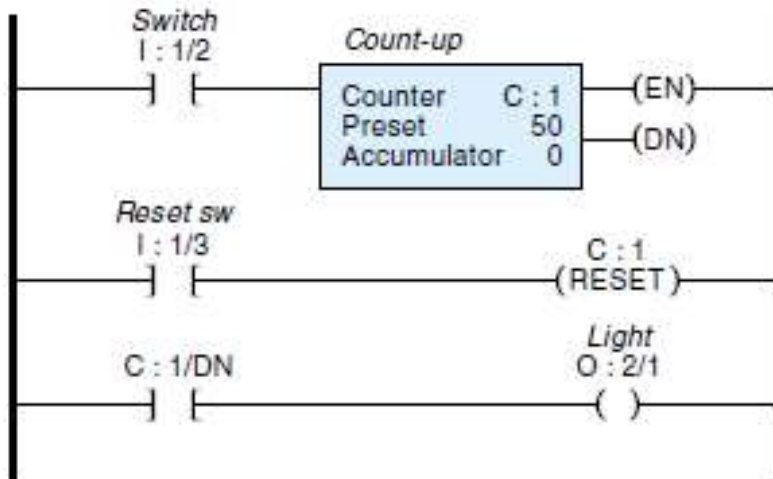 Switch
I : 1/2
Count-up
Counter C : 1
Preset 50
Accumulator 0
(EN)
(DN)
Reset sw
I : 1/3
C : 1
(RESET)
C : 1/DN
Light
O : 2/1
( )